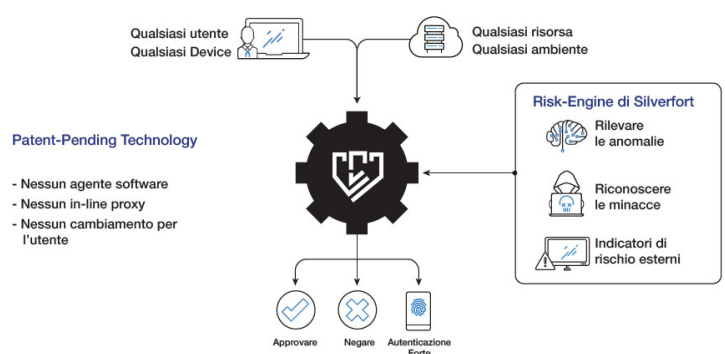 Qualsiasi utente
Qualsiasi Device
Qualsiasi risorsa
Qualsiasi ambiente
Patent-Pending Technology
- Nessun agente software
- Nessun in-line proxy
- Nessun cambiamento per
l'utente
Risk-Engine di Silverfort
Rilevare
le anomalie
Riconoscere
le minacce
Indicatori di
rischio esterni
Approvare
Negare
Autenticazione
Forte